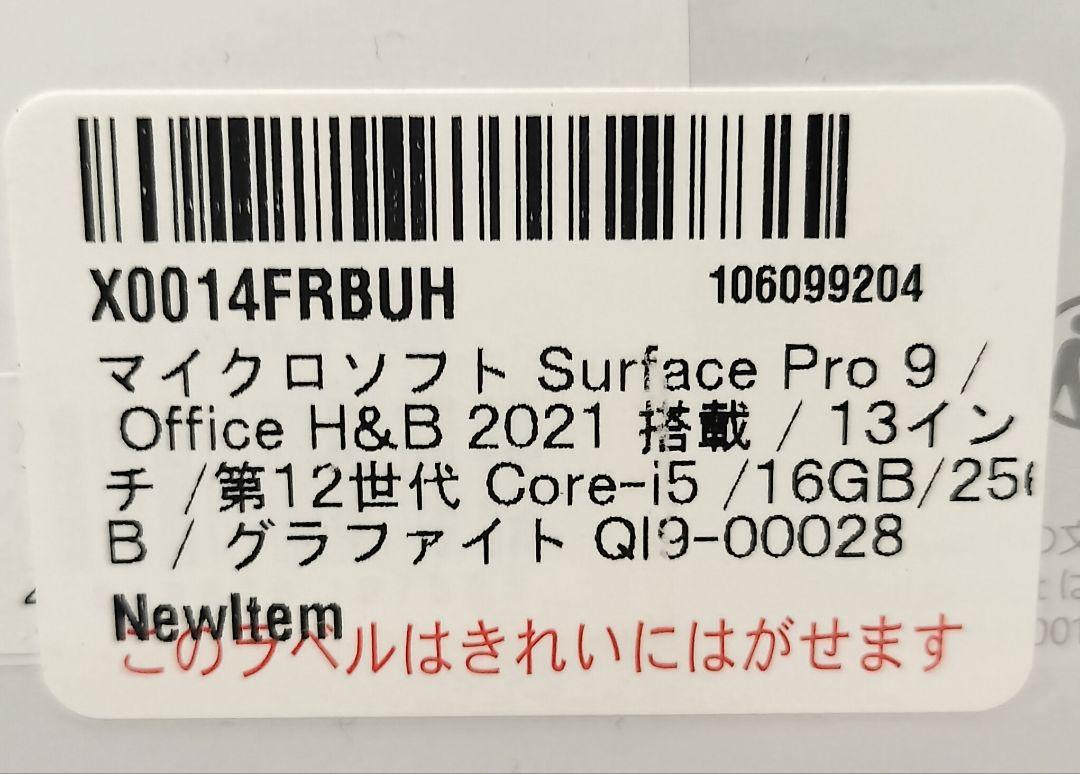 X0014FRBUH 106099204
マイクロソフト Surface Pro 9 /
Office H&B 2021 搭載 / 13イン
チ /第12世代 Core-i5 /16GB/25
B / グラファイト QI9-00028
NewItem
このラベルはきれいにはがせます